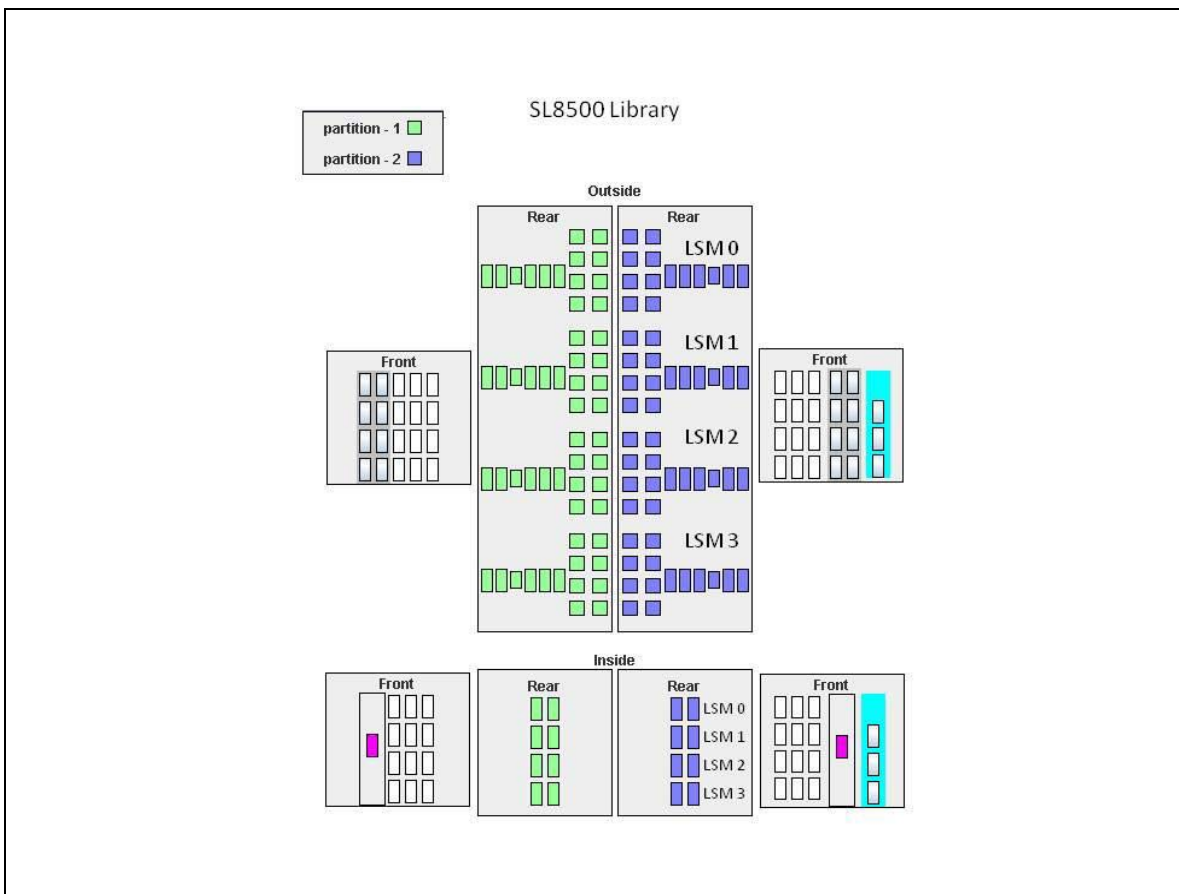 SL8500 Library
partition - 1
partition - 2
Outside
Rear Rear
LSM 0
LSM 1
Front Front
LSM 2
LSM 3
Inside
Front Rear Rear Front
LSM 0
LSM 1
LSM 2
LSM 3